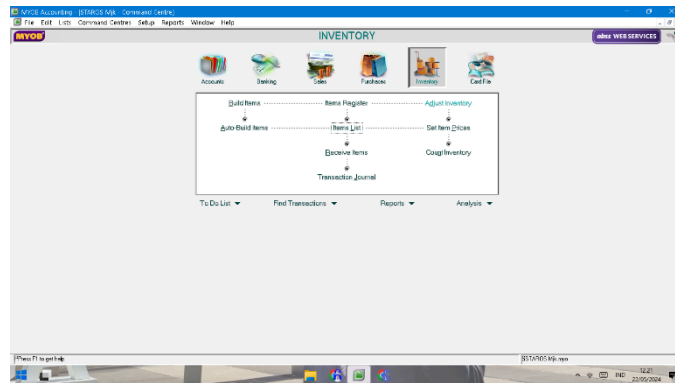 MYOB Accounting - [STAROS Mjk - Command Centre]
File Edit Lists Command Centres Setup Reports Window Help
MYOB INVENTORY abss WEB SERVICES
Accounts Banking Sales Purchases Inventory Card File
Build Items Items Register Adjust Inventory
Auto-Build Items Items List Set Item Prices
Receive Items Count Inventory
Transaction Journal
To Do List Find Transactions Reports Analysis
Press F1 to get help
STAROS Mjk.myo
IND 12:21
22/05/2024